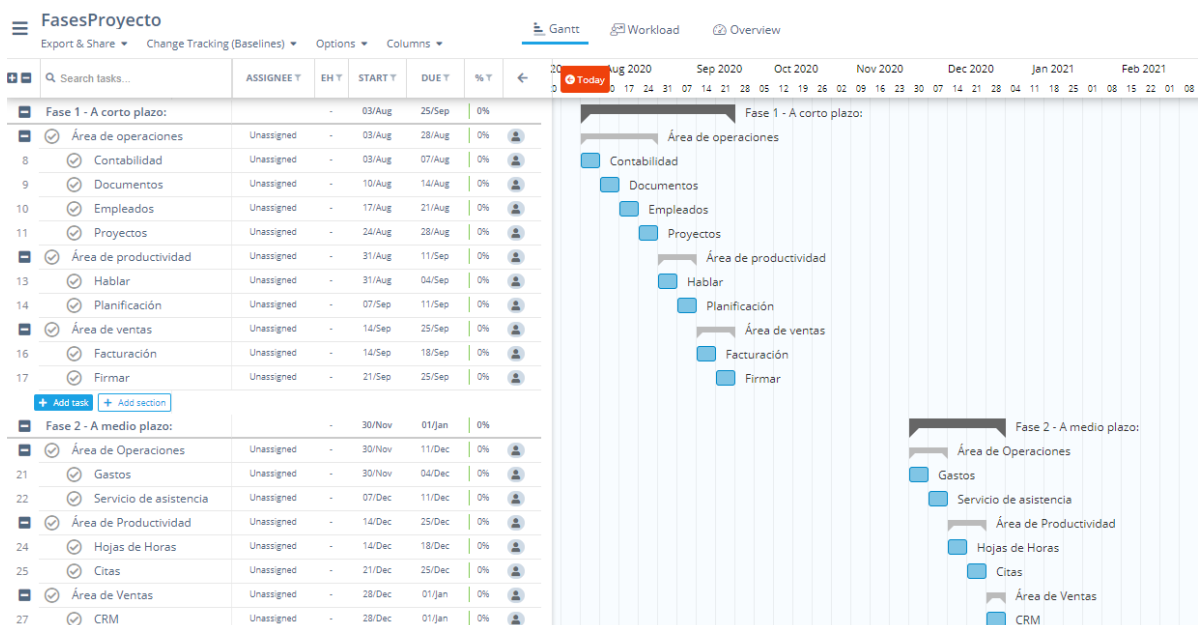 FasesProyecto
Export & Share Change Tracking (Baselines) Options Columns
Gantt Workload Overview
Search tasks... ASSIGNEE EH START DUE % Today
20 Aug 2020 Sep 2020 Oct 2020 Nov 2020 Dec 2020 Jan 2021 Feb 2021
0 0 17 24 31 07 14 21 28 05 12 19 26 02 09 16 23 30 07 14 21 28 04 11 18 25 01 08 15 22 01 08
Fase 1 - A corto plazo: - 03/Aug 25/Sep 0% Fase 1 - A corto plazo:
Área de operaciones Unassigned - 03/Aug 28/Aug 0% Área de operaciones
8 Contabilidad Unassigned - 03/Aug 07/Aug 0% Contabilidad
9 Documentos Unassigned - 10/Aug 14/Aug 0% Documentos
10 Empleados Unassigned - 17/Aug 21/Aug 0% Empleados
11 Proyectos Unassigned - 24/Aug 28/Aug 0% Proyectos
Área de productividad Unassigned - 31/Aug 11/Sep 0% Área de productividad
13 Hablar Unassigned - 31/Aug 04/Sep 0% Hablar
14 Planificación Unassigned - 07/Sep 11/Sep 0% Planificación
Área de ventas Unassigned - 14/Sep 25/Sep 0% Área de ventas
16 Facturación Unassigned - 14/Sep 18/Sep 0% Facturación
17 Firmar Unassigned - 21/Sep 25/Sep 0% Firmar
+ Add task + Add section
Fase 2 - A medio plazo: - 30/Nov 01/Jan 0% Fase 2 - A medio plazo:
Área de Operaciones Unassigned - 30/Nov 11/Dec 0% Área de Operaciones
21 Gastos Unassigned - 30/Nov 04/Dec 0% Gastos
22 Servicio de asistencia Unassigned - 07/Dec 11/Dec 0% Servicio de asistencia
Área de Productividad Unassigned - 14/Dec 25/Dec 0% Área de Productividad
24 Hojas de Horas Unassigned - 14/Dec 18/Dec 0% Hojas de Horas
25 Citas Unassigned - 21/Dec 25/Dec 0% Citas
Área de Ventas Unassigned - 28/Dec 01/Jan 0% Área de Ventas
27 CRM Unassigned - 28/Dec 01/Jan 0% CRM